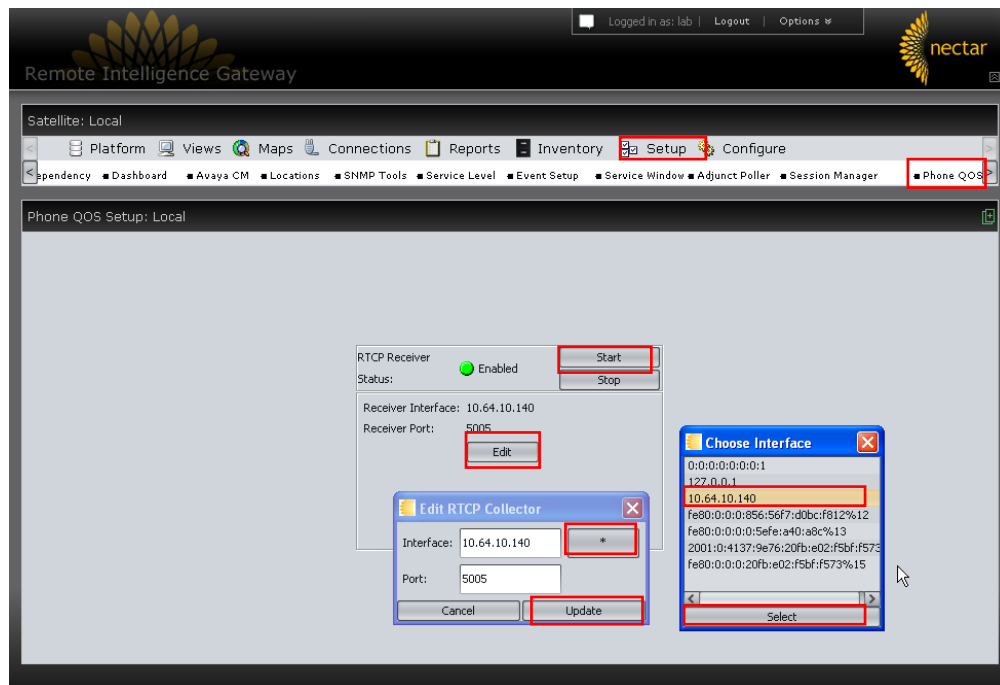 Logged in as: lab | Logout | Options
nectar
Remote Intelligence Gateway
Satellite: Local
< Platform Views Maps Connections Reports Inventory Setup Configure >
< ependency Dashboard Avaya CM Locations SNMP Tools Service Level Event Setup Service Window Adjunct Poller Session Manager Phone QOS >
Phone QOS Setup: Local
RTCP Receiver
Status:
Enabled
Start
Stop
Receiver Interface: 10.64.10.140
Receiver Port: 5005
Edit
Edit RTCP Collector
Interface: 10.64.10.140 *
Port: 5005
Cancel Update
Choose Interface
0:0:0:0:0:0:0:1
127.0.0.1
10.64.10.140
fe80:0:0:0:856:56f7:d0bc:f812%12
fe80:0:0:0:0:5efe:a40:a8c%13
2001:0:4137:9e76:20fb:e02:f5bf:f573
fe80:0:0:0:20fb:e02:f5bf:f573%15
Select